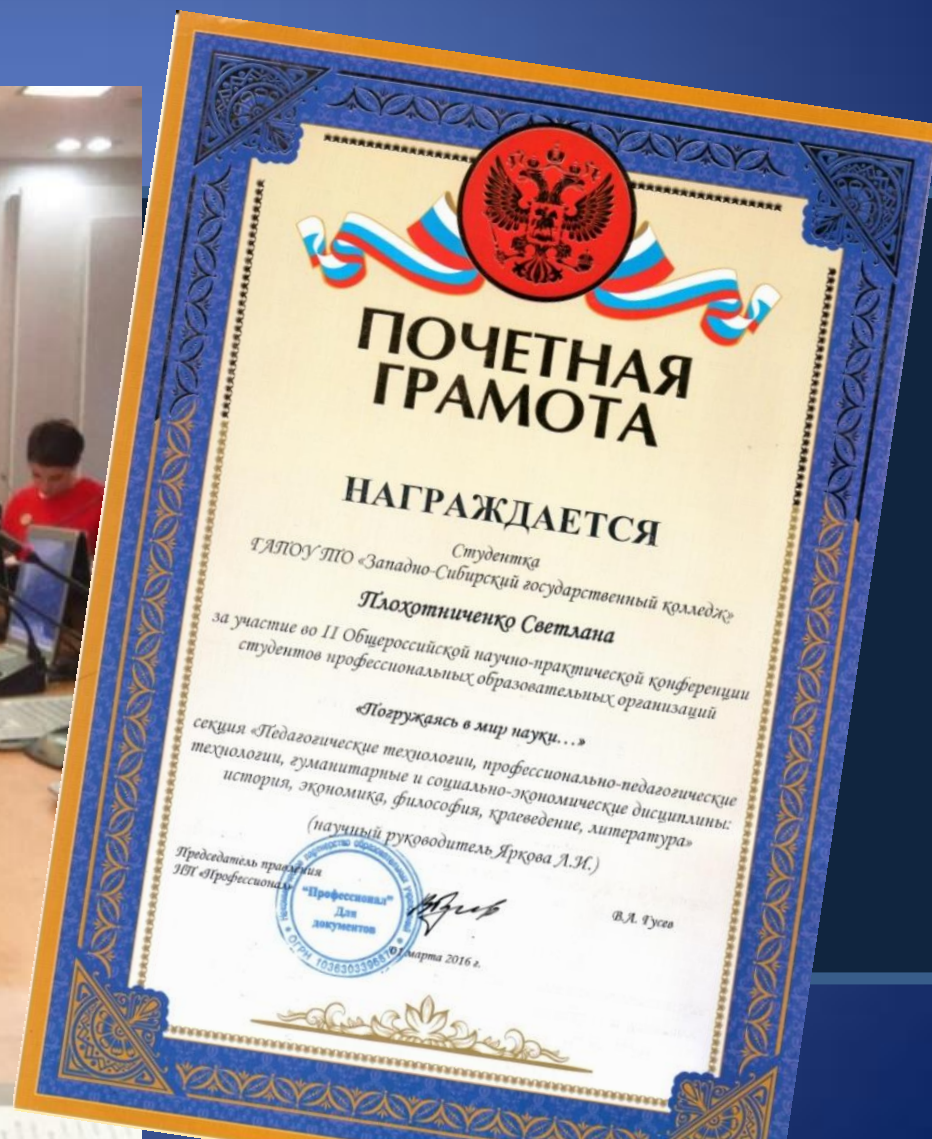 ПОЧЕТНАЯ
ГРАМОТА
НАГРАЖДАЕТСЯ
Студентка
ГАПОУ ТО «Западно-Сибирский государственный колледж»
Плохотниченко Светлана
за участие во II Общероссийской научно-практической конференции
студентов профессиональных образовательных организаций
«Погружаясь в мир науки...»
секция «Педагогические технологии, профессионально-педагогические
технологии, гуманитарные и социально-экономические дисциплины:
история, экономика, философия, краеведение, литература»
(научный руководитель Яркова Л.И.)
Председатель правления
НП «Профессионал»
В.А. Гусев
"Профессионал"
Для
документов
01 марта 2016 г.